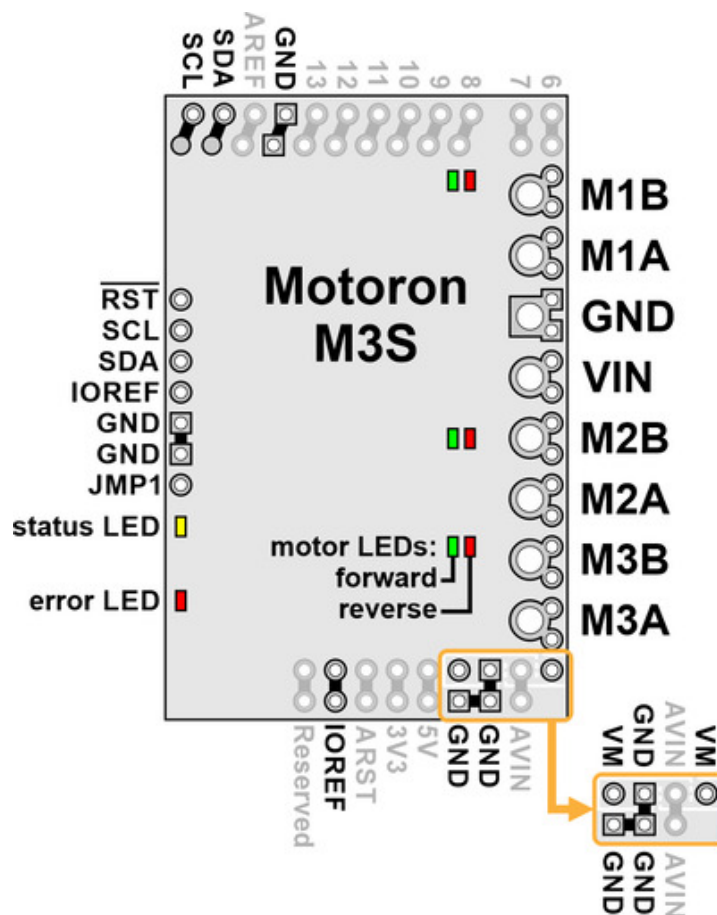 SCL
SDA
AREF
GND
13
12
11
10
9
8
7
6
Motoron
M3S
M1B
M1A
GND
VIN
M2B
M2A
M3B
M3A
RST
SCL
SDA
IOREF
GND
GND
JMP1
status LED
error LED
motor LEDs:
forward
reverse
Reserved
IOREF
ARST
3V3
5V
GND
GND
AVIN
VM
GND
AVIN
VM
GND
GND
AVIN